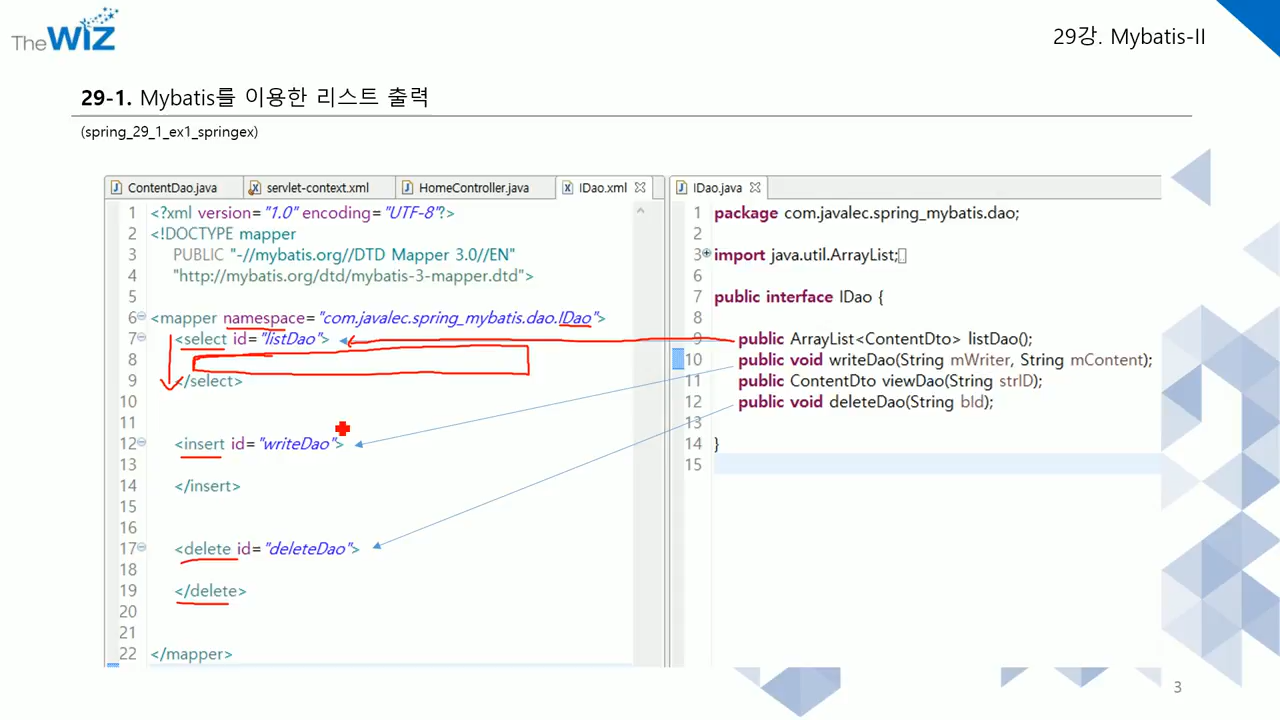 The WIZ
29강. Mybatis-II
29-1. Mybatis를 이용한 리스트 출력
(spring_29_1_ex1_springex)
ContentDao.java
servlet-context.xml
HomeController.java
IDao.xml
1 <?xml version="1.0" encoding="UTF-8"?>
2 <!DOCTYPE mapper
3 PUBLIC "-//mybatis.org//DTD Mapper 3.0//EN"
4 "http://mybatis.org/dtd/mybatis-3-mapper.dtd">
5
6 <mapper namespace="com.javalec.spring_mybatis.dao.IDao">
7 <select id="listDao">
8
9 </select>
10
11
12 <insert id="writeDao">
13
14 </insert>
15
16
17 <delete id="deleteDao">
18
19 </delete>
20
21
22 </mapper>
IDao.java
1 package com.javalec.spring_mybatis.dao;
2
3 import java.util.ArrayList;
6
7 public interface IDao {
8
9 public ArrayList<ContentDto> listDao();
10 public void writeDao(String mWriter, String mContent);
11 public ContentDto viewDao(String strID);
12 public void deleteDao(String bId);
13
14 }
15
3